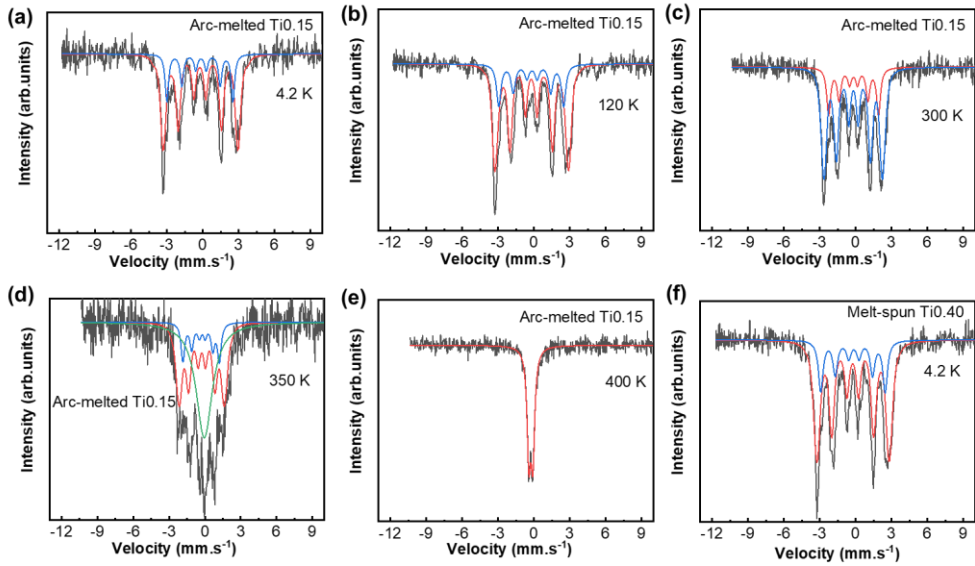 (a)
Arc-melted Ti0.15
4.2 K
Intensity (arb.units)
-12 -9 -6 -3 0 3 6 9
Velocity (mm.s-1)
(b)
Arc-melted Ti0.15
120 K
Intensity (arb.units)
-12 -9 -6 -3 0 3 6 9
Velocity (mm.s-1)
(c)
Arc-melted Ti0.15
300 K
Intensity (arb.units)
-12 -9 -6 -3 0 3 6 9
Velocity (mm.s-1)
(d)
350 K
Arc-melted Ti0.15
Intensity (arb.units)
-12 -9 -6 -3 0 3 6 9
Velocity (mm.s-1)
(e)
Arc-melted Ti0.15
400 K
Intensity (arb.units)
-12 -9 -6 -3 0 3 6 9
Velocity (mm.s-1)
(f)
Melt-spun Ti0.40
4.2 K
Intensity (arb.units)
-12 -9 -6 -3 0 3 6 9
Velocity (mm.s-1)